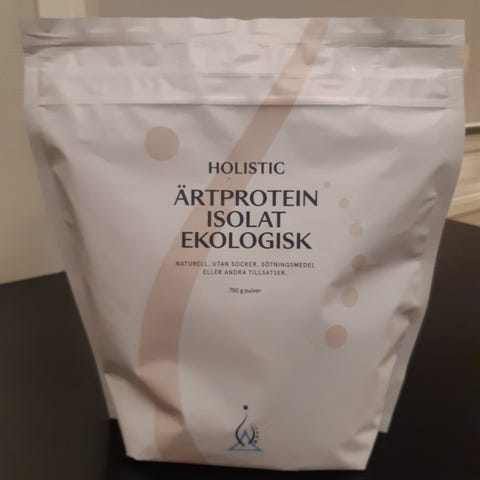 HOLISTIC
ÄRTPROTEIN
ISOLAT
EKOLOGISK
NATURELL, UTAN SOCKER, SÖTNINGSMEDEL
ELLER ANDRA TILLSATSER.
750 g pulver